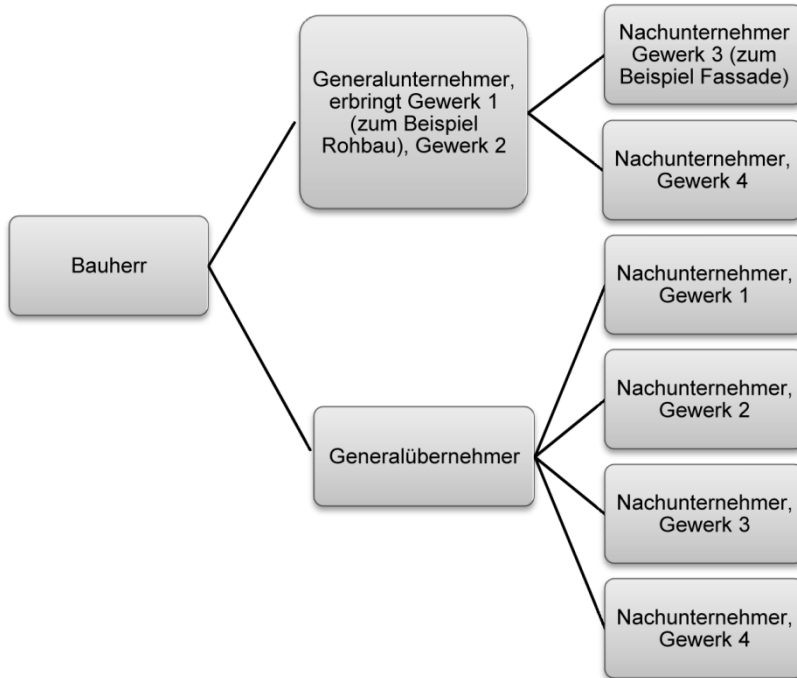 Bauherr
Generalunternehmer,
erbringt Gewerk 1
(zum Beispiel
Rohbau), Gewerk 2
Nachunternehmer
Gewerk 3 (zum
Beispiel Fassade)
Nachunternehmer,
Gewerk 4
Generalübernehmer
Nachunternehmer,
Gewerk 1
Nachunternehmer,
Gewerk 2
Nachunternehmer,
Gewerk 3
Nachunternehmer,
Gewerk 4